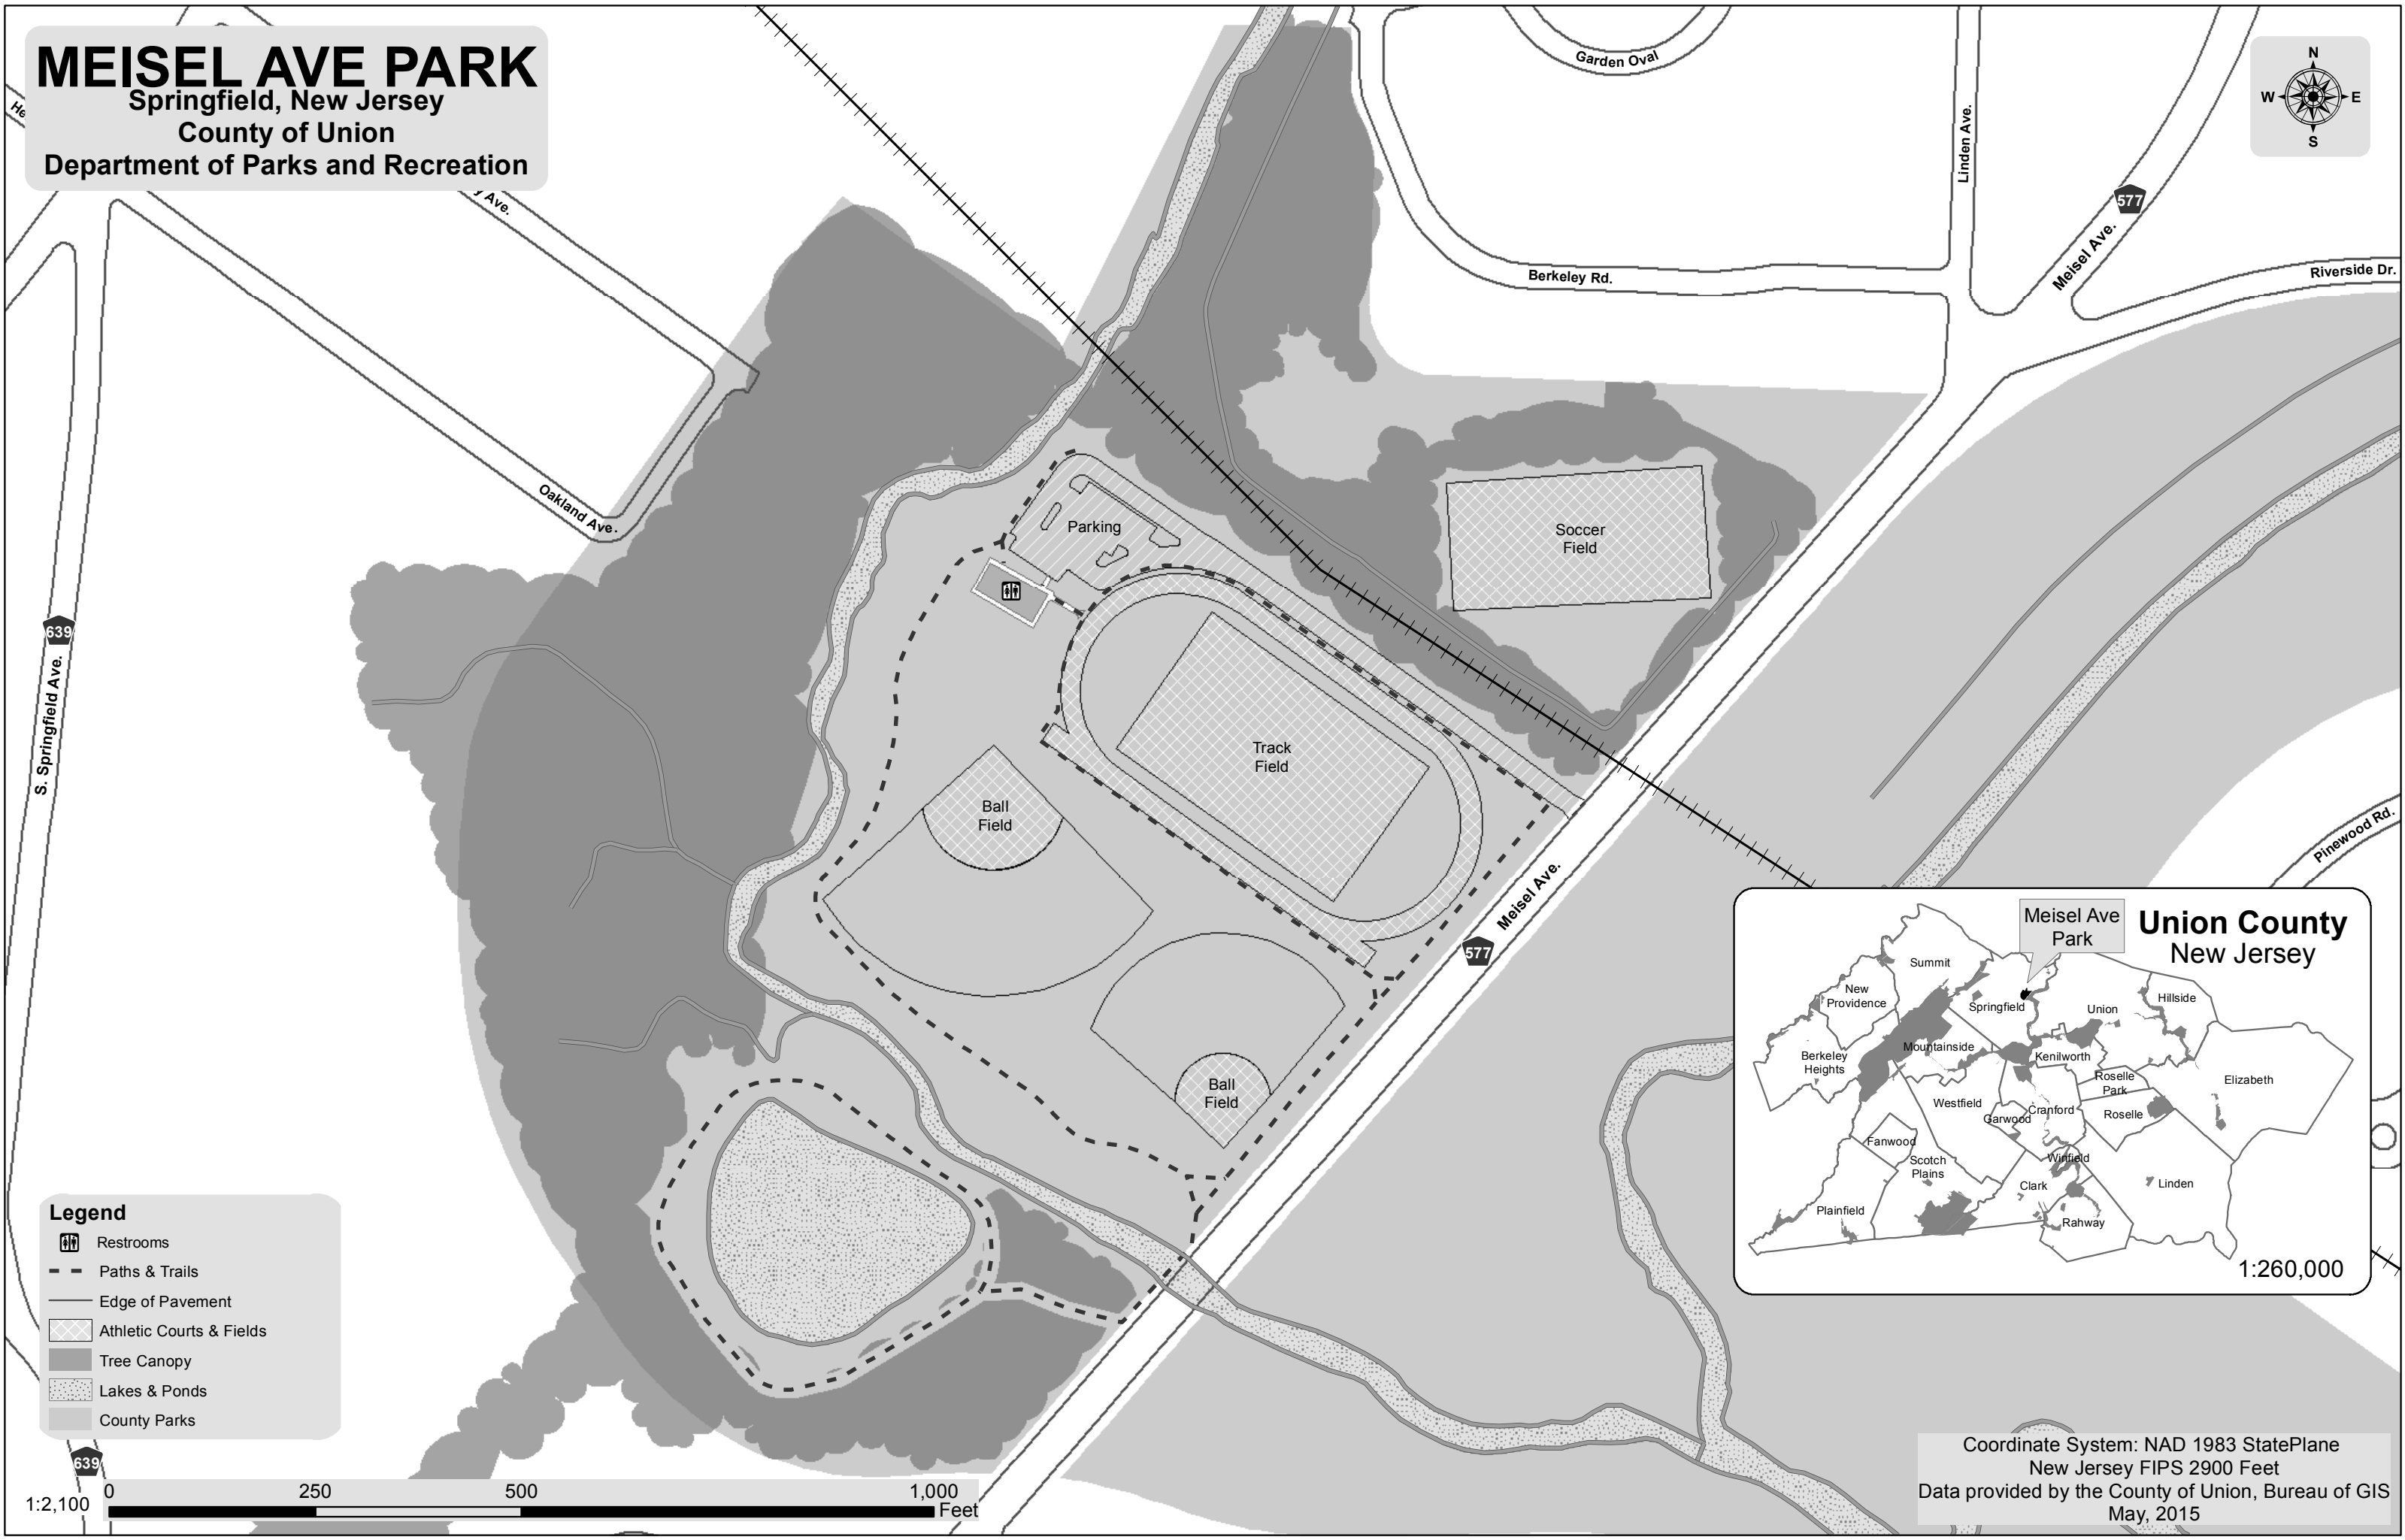 MEISEL AVE PARK
Springfield, New Jersey
County of Union
Department of Parks and Recreation
Garden Oval
N
W E
S
Linden Ave.
577
Meisel Ave.
Riverside Dr.
Berkeley Rd.
y Ave.
He
Oakland Ave.
Parking
Soccer
Field
639
S. Springfield Ave.
Track
Field
Ball
Field
Meisel Ave.
577
Pinewood Rd.
Ball
Field
Meisel Ave
Park
Union County
New Jersey
Summit
New
Providence
Springfield
Union
Hillside
Berkeley
Heights
Mountainside
Kenilworth
Roselle
Park
Elizabeth
Westfield
Garwood
Cranford
Roselle
Fanwood
Scotch
Plains
Winfield
Clark
Linden
Plainfield
Rahway
1:260,000
Legend
Restrooms
Paths & Trails
Edge of Pavement
Athletic Courts & Fields
Tree Canopy
Lakes & Ponds
County Parks
639
1:2,100
0 250 500 1,000
Feet
Coordinate System: NAD 1983 StatePlane
New Jersey FIPS 2900 Feet
Data provided by the County of Union, Bureau of GIS
May, 2015